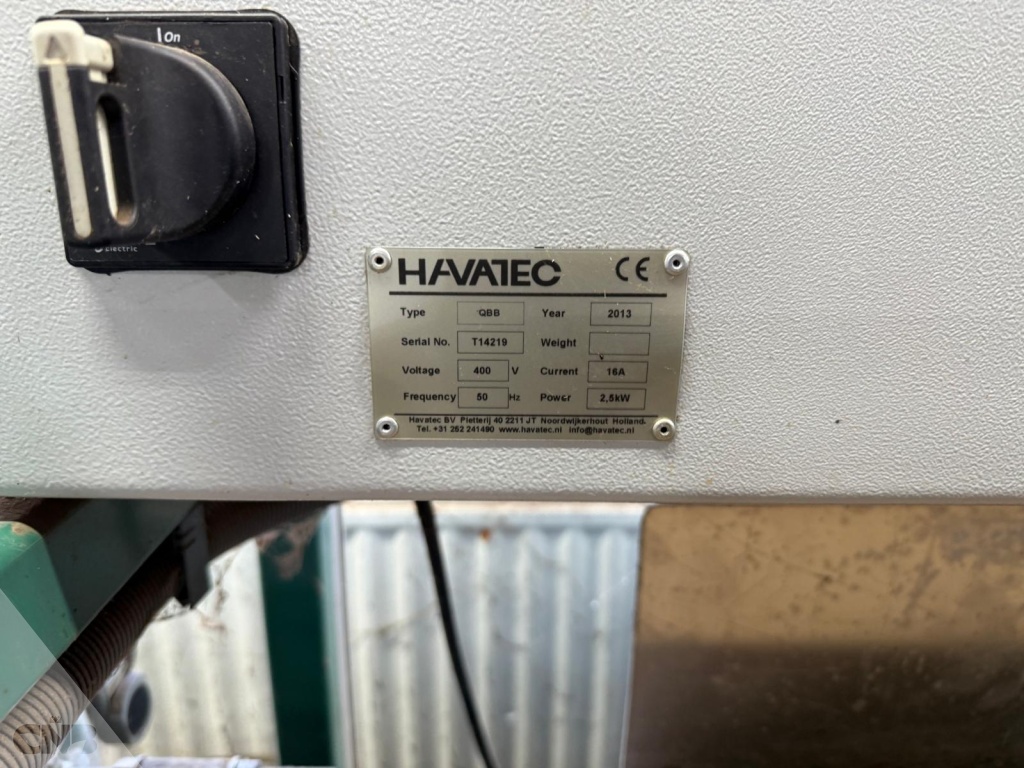 On
Electric
HAVATEC CE
Type QBB Year 2013
Serial No. T14219 Weight
Voltage 400 V Current 16A
Frequency 50 Hz Power 2,5kW
Havatec BV Pletterij 40 2211 JT Noordwijkerhout Holland.
Tel. +31 252 241490 www.havatec.nl info@havatec.nl